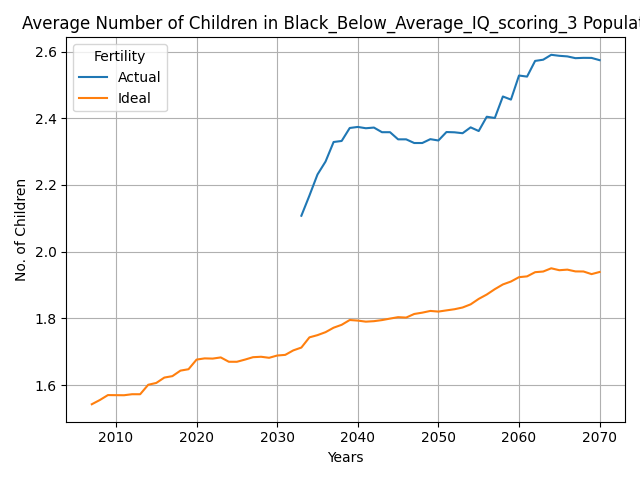 Average Number of Children in Black_Below_Average_IQ_scoring_3 Populat
Fertility
Actual
Ideal
2.6
2.4
2.2
2.0
1.8
1.6
No. of Children
2010 2020 2030 2040 2050 2060 2070
Years